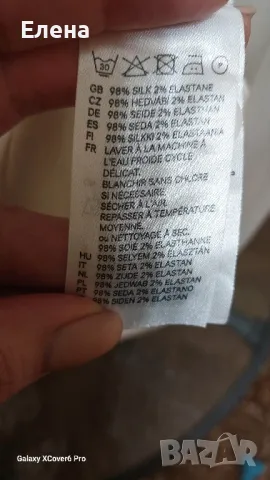 Елена
30
P
GB 98% SILK 2% ELASTANE
CZ 98% HEDVÁBÍ 2% ELASTAN
DE 98% SEIDE 2% ELASTHAN
ES 98% SEDA 2% ELASTANO
FI 98% SILKKI 2% ELASTAANIA
FR LAVER À LA MACHINE À
L'EAU FROIDE CYCLE
DÉLICAT.
BLANCHIR SANS CHLORE
SI NÉCESSAIRE.
SÉCHER À L'AIR.
REPASSER À TEMPÉRATURE
MOYENNE.
ou NETTOYAGE À SEC.
98% SOIE 2% ELASTHANNE
HU 98% SELYEM 2% ELASZTÁN
IT 98% SETA 2% ELASTAN
NL 98% ZIJDE 2% ELASTAN
PL 98% JEDWAB 2% ELASTAN
PT 98% SEDA 2% ELASTANO
98% SIDEN 2% ELASTAN
Galaxy XCover6 Pro
BAZAR